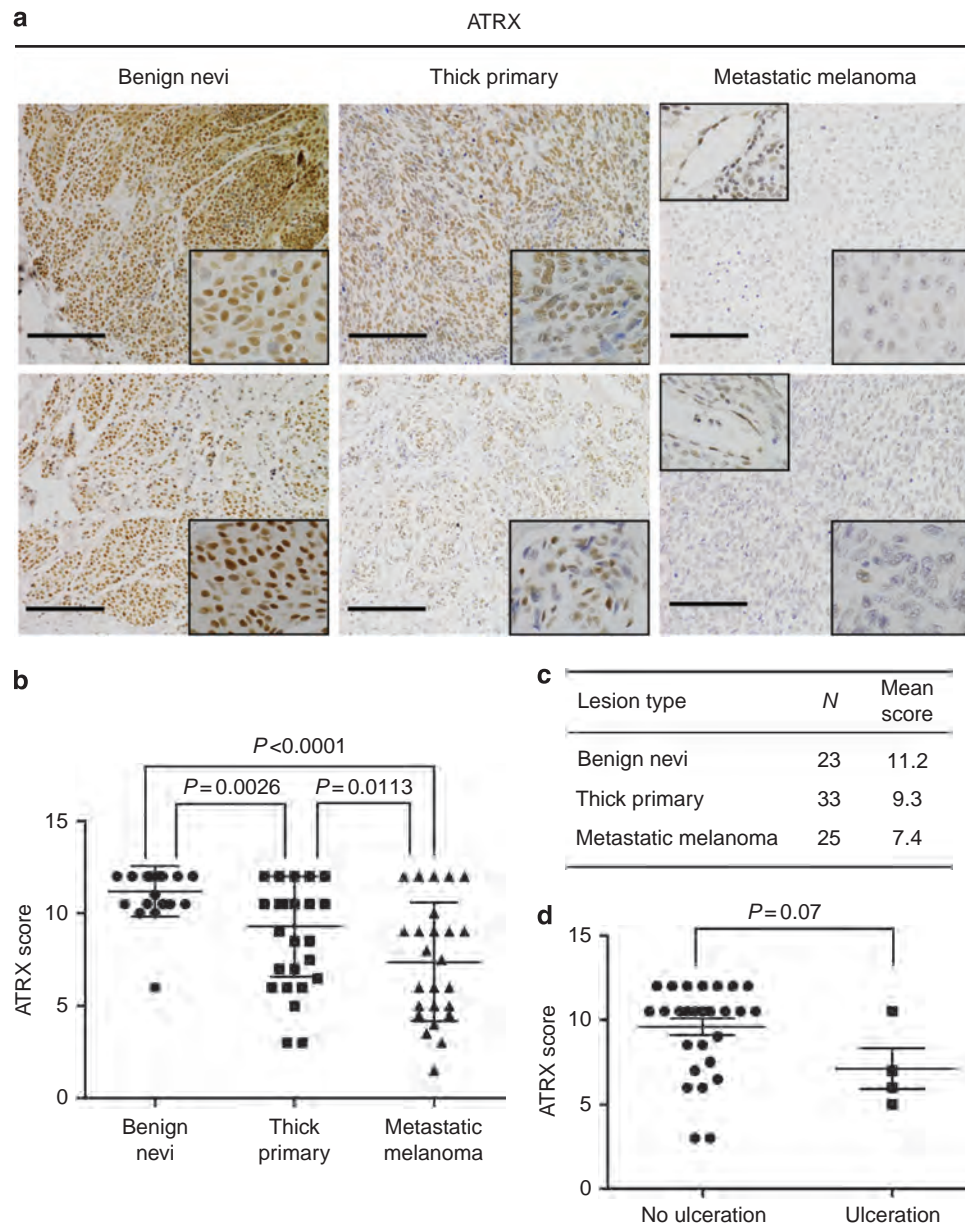 a
ATRX
Benign nevi
Thick primary
Metastatic melanoma
b
P<0.0001
P=0.0026
P=0.0113
15
10
5
0
ATRX score
Benign
nevi
Thick
primary
Metastatic
melanoma
c
Lesion type N Mean
score
Benign nevi 23 11.2
Thick primary 33 9.3
Metastatic melanoma 25 7.4
d
P=0.07
15
10
5
0
ATRX score
No ulceration
Ulceration